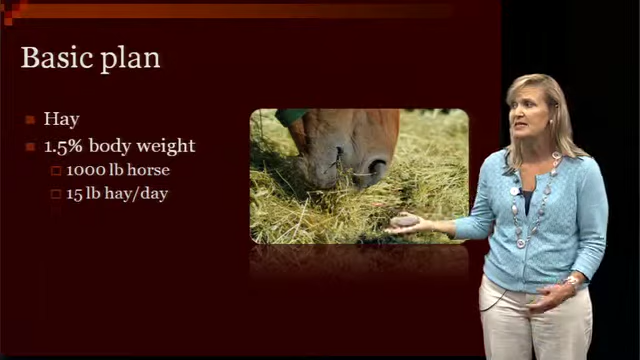 Basic plan
Hay
1.5% body weight
1000 lb horse
15 lb hay/day